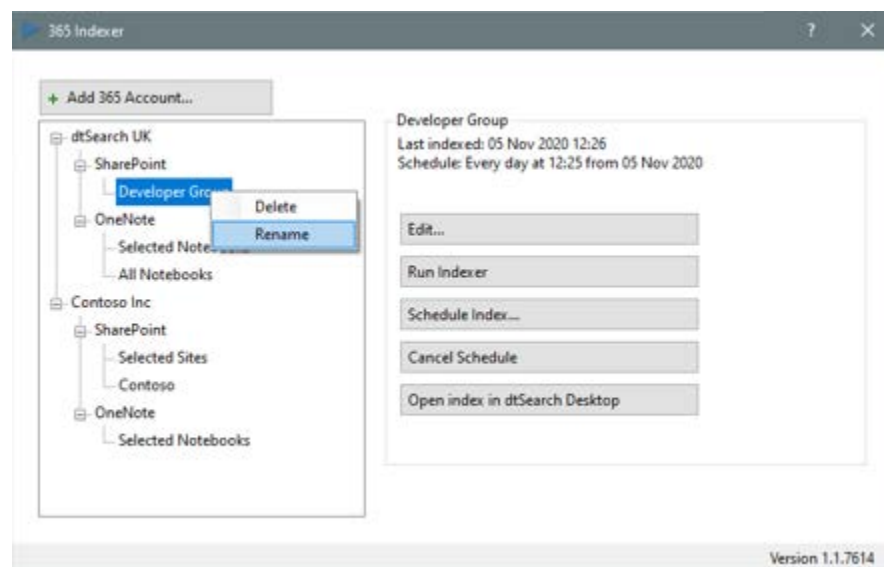 365 Indexer
? ×
+ Add 365 Account...
dtSearch UK
SharePoint
Developer Gro
OneNote
Selected Note
All Notebooks
Contoso Inc
SharePoint
Selected Sites
Contoso
OneNote
Selected Notebooks
Delete
Rename
Developer Group
Last indexed: 05 Nov 2020 12:26
Schedule: Every day at 12:25 from 05 Nov 2020
Edit...
Run Indexer
Schedule Index....
Cancel Schedule
Open index in dtSearch Desktop
Version 1.1.7614